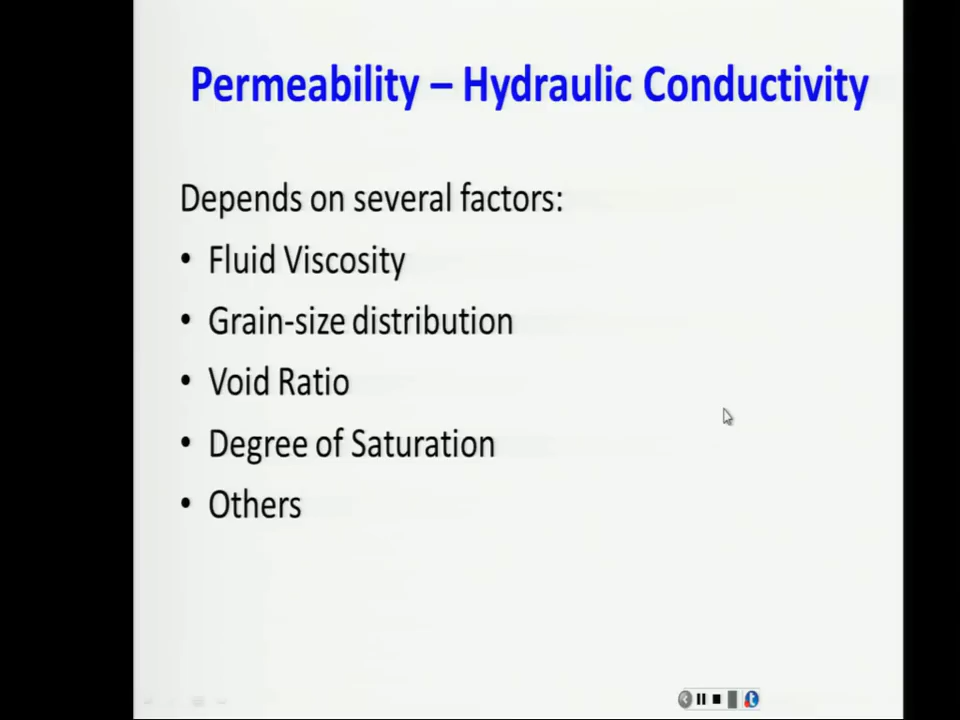 Permeability – Hydraulic Conductivity
Depends on several factors:
• Fluid Viscosity
• Grain-size distribution
• Void Ratio
• Degree of Saturation
• Others